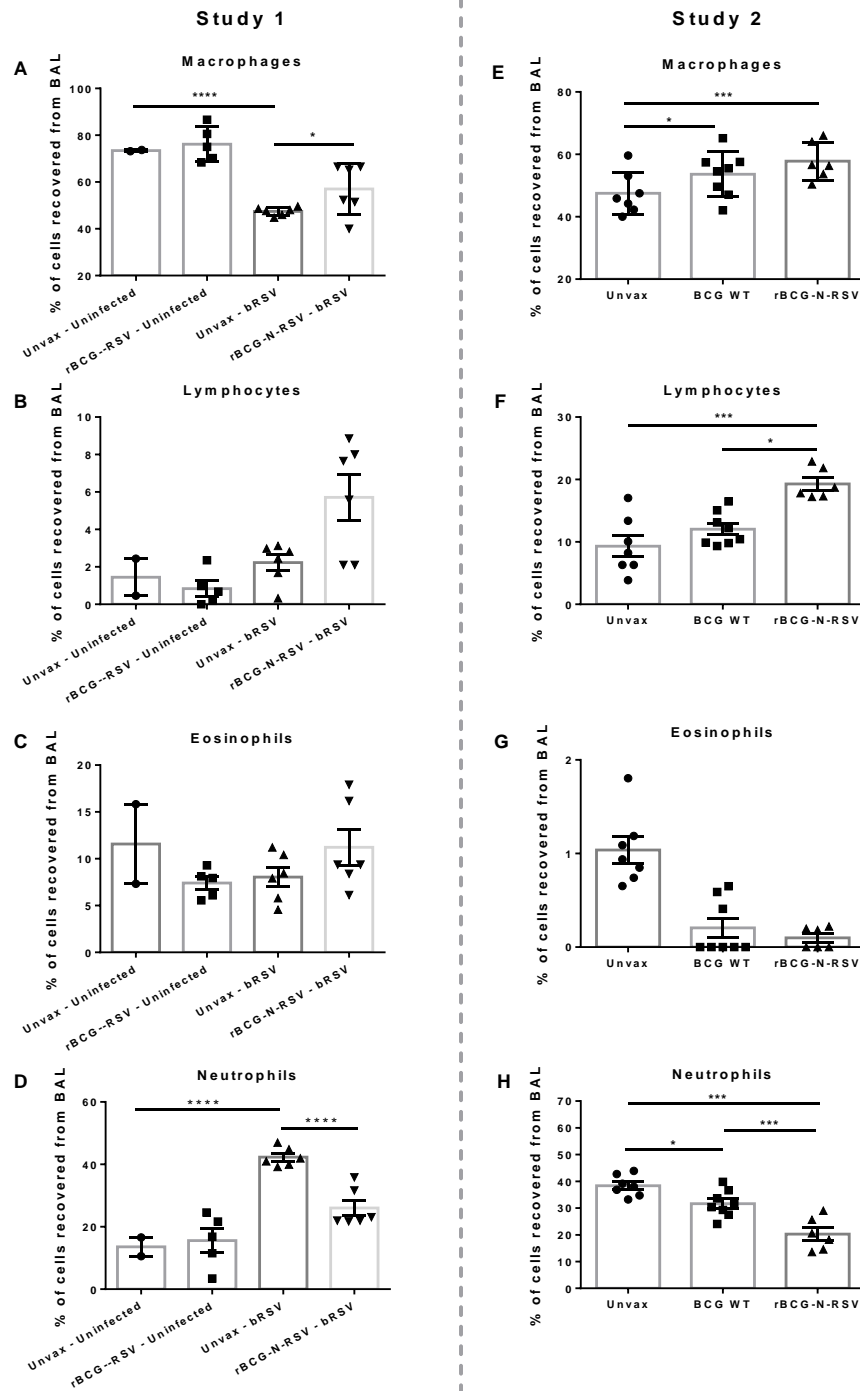 Study 1
A
Macrophages
% of cells recovered from BAL
100
80
60
40
20
****
*
Unvax - Uninfected
rBCG--RSV - Uninfected
Unvax - bRSV
rBCG-N-RSV - bRSV
B
Lymphocytes
% of cells recovered from BAL
10
8
6
4
2
0
Unvax - Uninfected
rBCG--RSV - Uninfected
Unvax - bRSV
rBCG-N-RSV - bRSV
C
Eosinophils
% of cells recovered from BAL
20
15
10
5
0
Unvax - Uninfected
rBCG--RSV - Uninfected
Unvax - bRSV
rBCG-N-RSV - bRSV
D
Neutrophils
% of cells recovered from BAL
60
40
20
0
****
****
Unvax - Uninfected
rBCG--RSV - Uninfected
Unvax - bRSV
rBCG-N-RSV - bRSV
Study 2
E
Macrophages
% of cells recovered from BAL
80
60
40
20
***
*
Unvax
BCG WT
rBCG-N-RSV
F
Lymphocytes
% of cells recovered from BAL
30
20
10
0
***
*
Unvax
BCG WT
rBCG-N-RSV
G
Eosinophils
% of cells recovered from BAL
2
1
0
Unvax
BCG WT
rBCG-N-RSV
H
Neutrophils
% of cells recovered from BAL
70
60
50
40
30
20
10
0
***
***
*
Unvax
BCG WT
rBCG-N-RSV